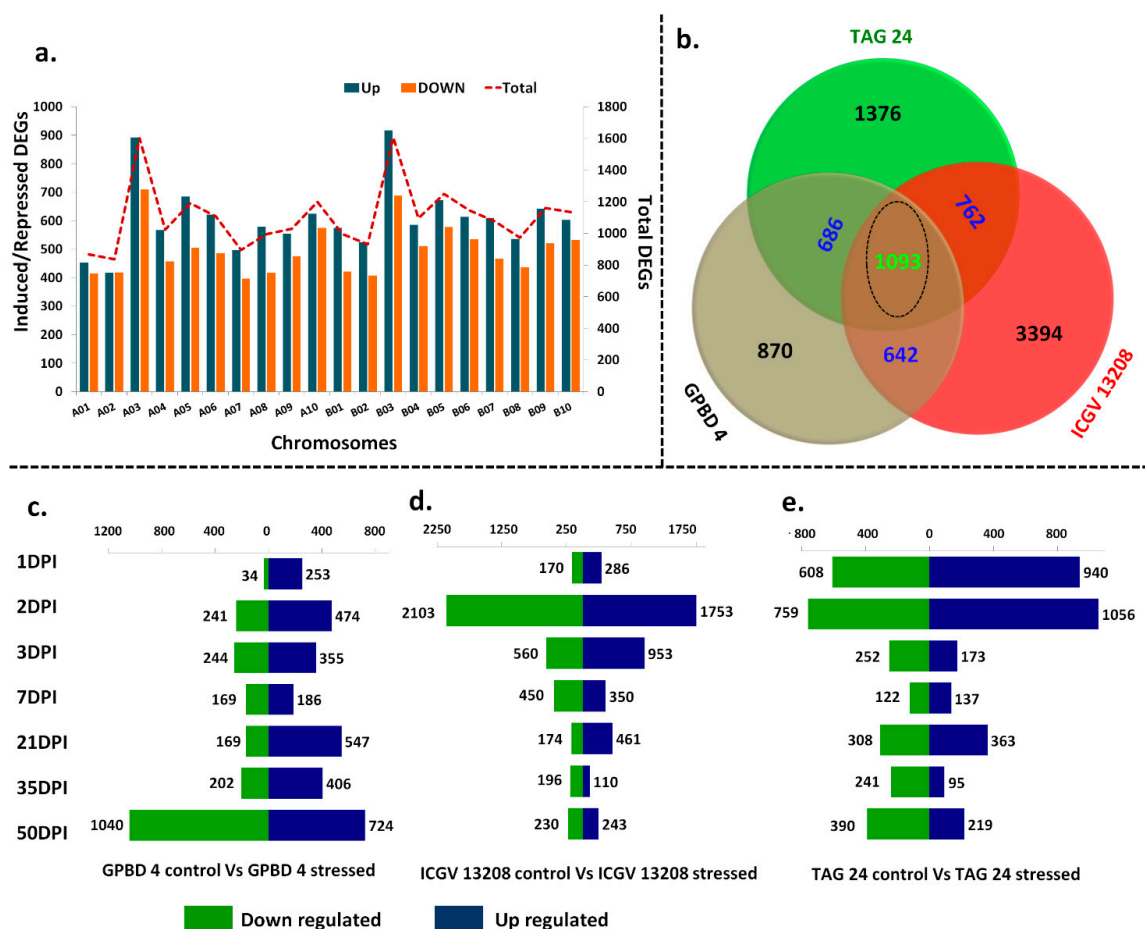 a.
Up DOWN Total
Induced/Repressed DEGs
1000
900
800
700
600
500
400
300
200
100
0
1800
1600
1400
1200
1000
800
600
400
200
0
Total DEGs
A01 A02 A03 A04 A05 A06 A07 A08 A09 A10 B01 B02 B03 B04 B05 B06 B07 B08 B09 B10
Chromosomes
b.
TAG 24
1376
686
762
1093
870
642
3394
GPBD 4
ICGV 13208
c.
1200 400 0 400 800
1DPI 34 253
2DPI 241 474
3DPI 244 355
7DPI 169 186
21DPI 169 547
35DPI 202 406
50DPI 1040 724
GPBD 4 control Vs GPBD 4 stressed
d.
2250 1250 250 750 1750
170 286
2103 1753
560 953
450 350
174 461
196 110
230 243
ICGV 13208 control Vs ICGV 13208 stressed
e.
800 400 0 400 800
608 940
759 1056
252 173
122 137
308 363
241 95
390 219
TAG 24 control Vs TAG 24 stressed
Down regulated Up regulated